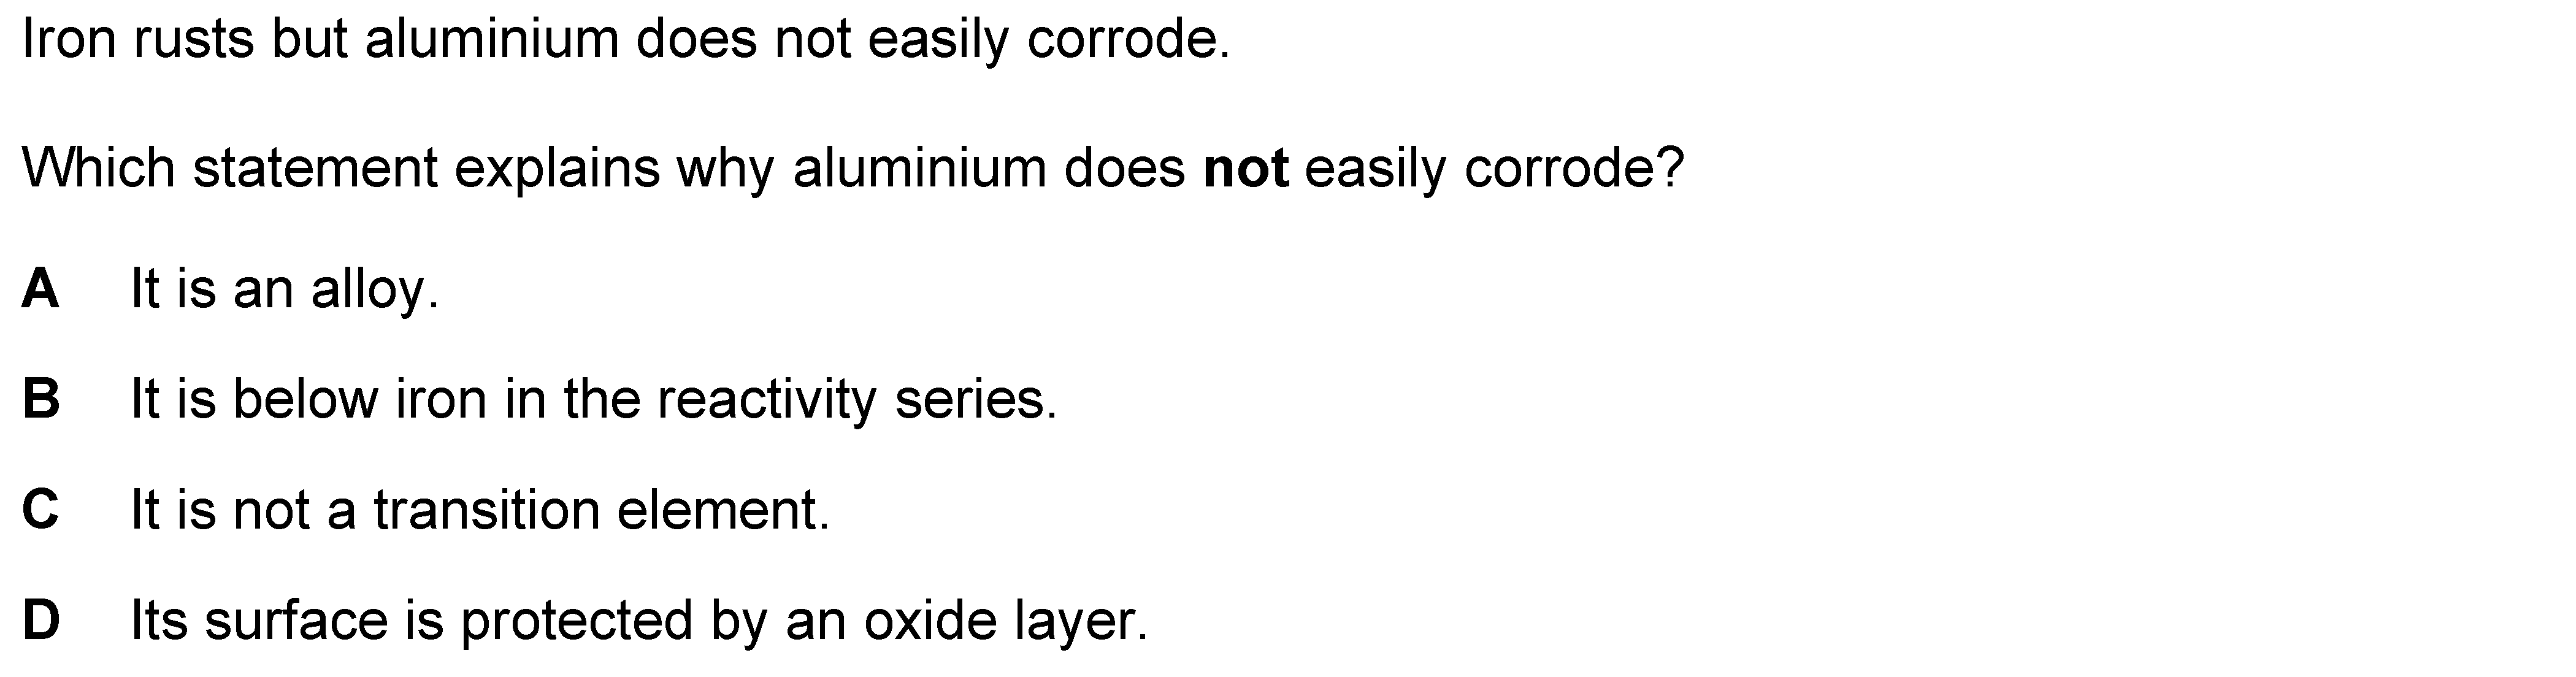 Iron rusts but aluminium does not easily corrode.
Which statement explains why aluminium does not easily corrode?
A It is an alloy.
B It is below iron in the reactivity series.
C It is not a transition element.
D Its surface is protected by an oxide layer.